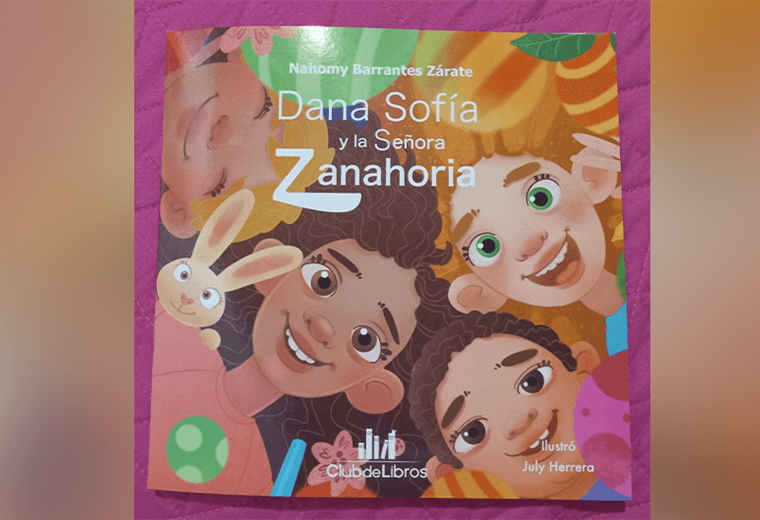 Nahomy Barrantes Zárate
Dana Sofía
y la Señora
Zanahoria
ClubdeLibros
Ilustró
July Herrera